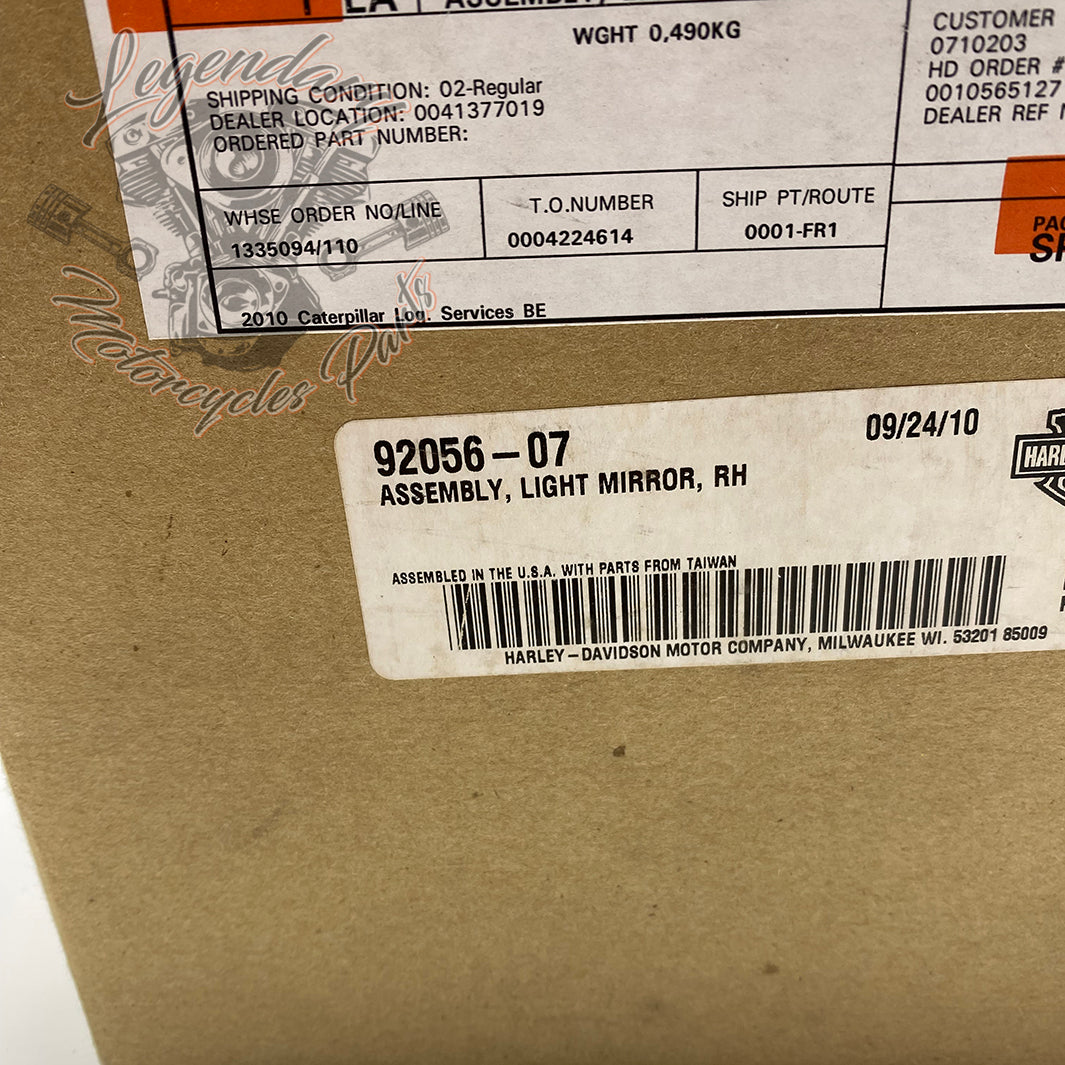 WGHT 0,490KG
SHIPPING CONDITION: 02-Regular
DEALER LOCATION: 0041377019
ORDERED PART NUMBER:
CUSTOMER
0710203
HD ORDER #
0010565127
DEALER REF
WHSE ORDER NO/LINE
1335094/110
T.O.NUMBER
0004224614
SHIP PT/ROUTE
0001-FR1
2010 Caterpillar Log. Services BE
Legendary
Motorcycles Parts
92056-07
09/24/10
ASSEMBLY, LIGHT MIRROR, RH
ASSEMBLED IN THE U.S.A. WITH PARTS FROM TAIWAN
HARLEY-DAVIDSON MOTOR COMPANY, MILWAUKEE WI. 53201 85009